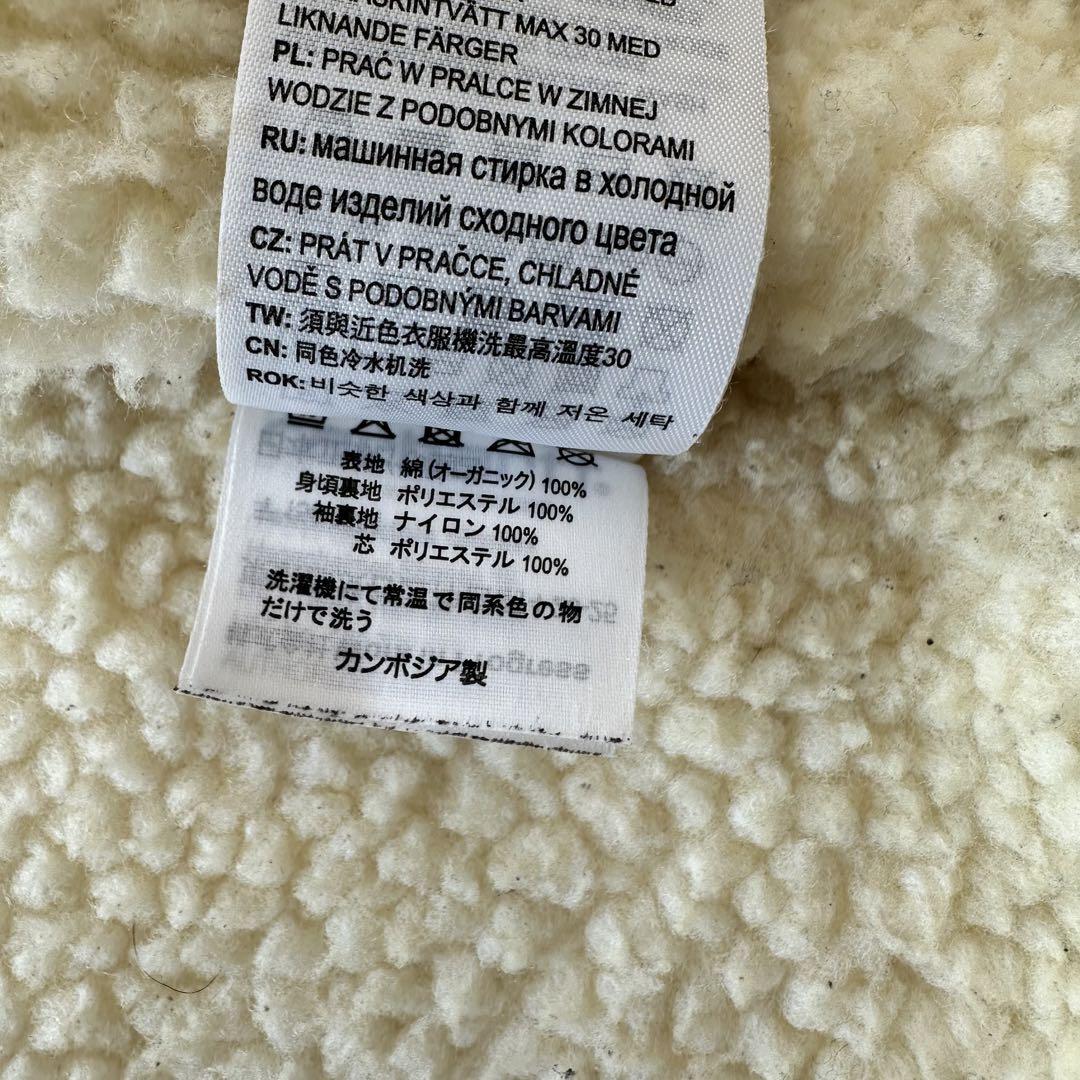 MASKINTVÄTT MAX 30 MED
LIKNANDE FÄRGER
PL: PRAĆ W PRALCE W ZIMNEJ
WODZIE Z PODOBNYMI KOLORAMI
RU: машинная стирка в холодной
воде изделий сходного цвета
CZ: PRÁT V PRAČCE, CHLADNÉ
VODĚ S PODOBNÝMI BARVAMI
TW: 須與近色衣服機洗最高溫度30
CN: 同色冷水机洗
ROK: 비슷한 색상과 함께 저온 세탁
表地 綿(オーガニック) 100%
身頃裏地 ポリエステル 100%
袖裏地 ナイロン 100%
芯 ポリエステル 100%
洗濯機にて常温で同系色の物
だけで洗う
カンボジア製